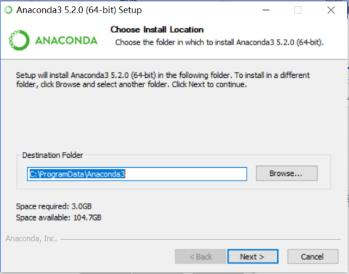 Anaconda3 5.2.0 (64-bit) Setup
ANACONDA
Choose Install Location
Choose the folder in which to install Anaconda3 5.2.0 (64-bit).
Setup will install Anaconda3 5.2.0 (64-bit) in the following folder. To install in a different
folder, click Browse and select another folder. Click Next to continue.
Destination Folder
C:\ProgramData\Anaconda3
Browse...
Space required: 3.0GB
Space available: 104.7GB
Anaconda, Inc.
< Back
Next >
Cancel